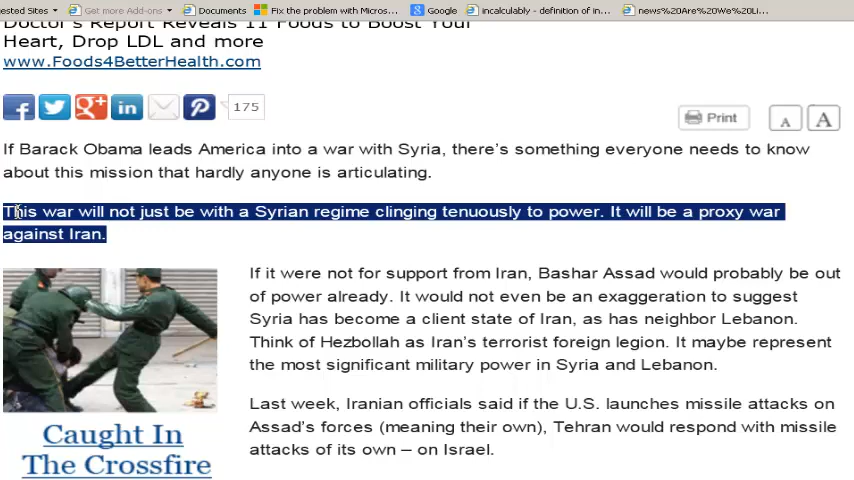 ested Sites
Get more Add-ons
Documents
Fix the problem with Micros...
Google
incalculably - definition of in...
news%20Are%20We%20Li...
Doctor's Report Reveals 11 Foods to Boost Your
Heart, Drop LDL and more
www.Foods4BetterHealth.com
f
g+
in
175
Print
A
A
If Barack Obama leads America into a war with Syria, there's something everyone needs to know
about this mission that hardly anyone is articulating.
This war will not just be with a Syrian regime clinging tenuously to power. It will be a proxy war
against Iran.
If it were not for support from Iran, Bashar Assad would probably be out
of power already. It would not even be an exaggeration to suggest
Syria has become a client state of Iran, as has neighbor Lebanon.
Think of Hezbollah as Iran's terrorist foreign legion. It maybe represent
the most significant military power in Syria and Lebanon.
Last week, Iranian officials said if the U.S. launches missile attacks on
Assad's forces (meaning their own), Tehran would respond with missile
attacks of its own – on Israel.
Caught In
The Crossfire